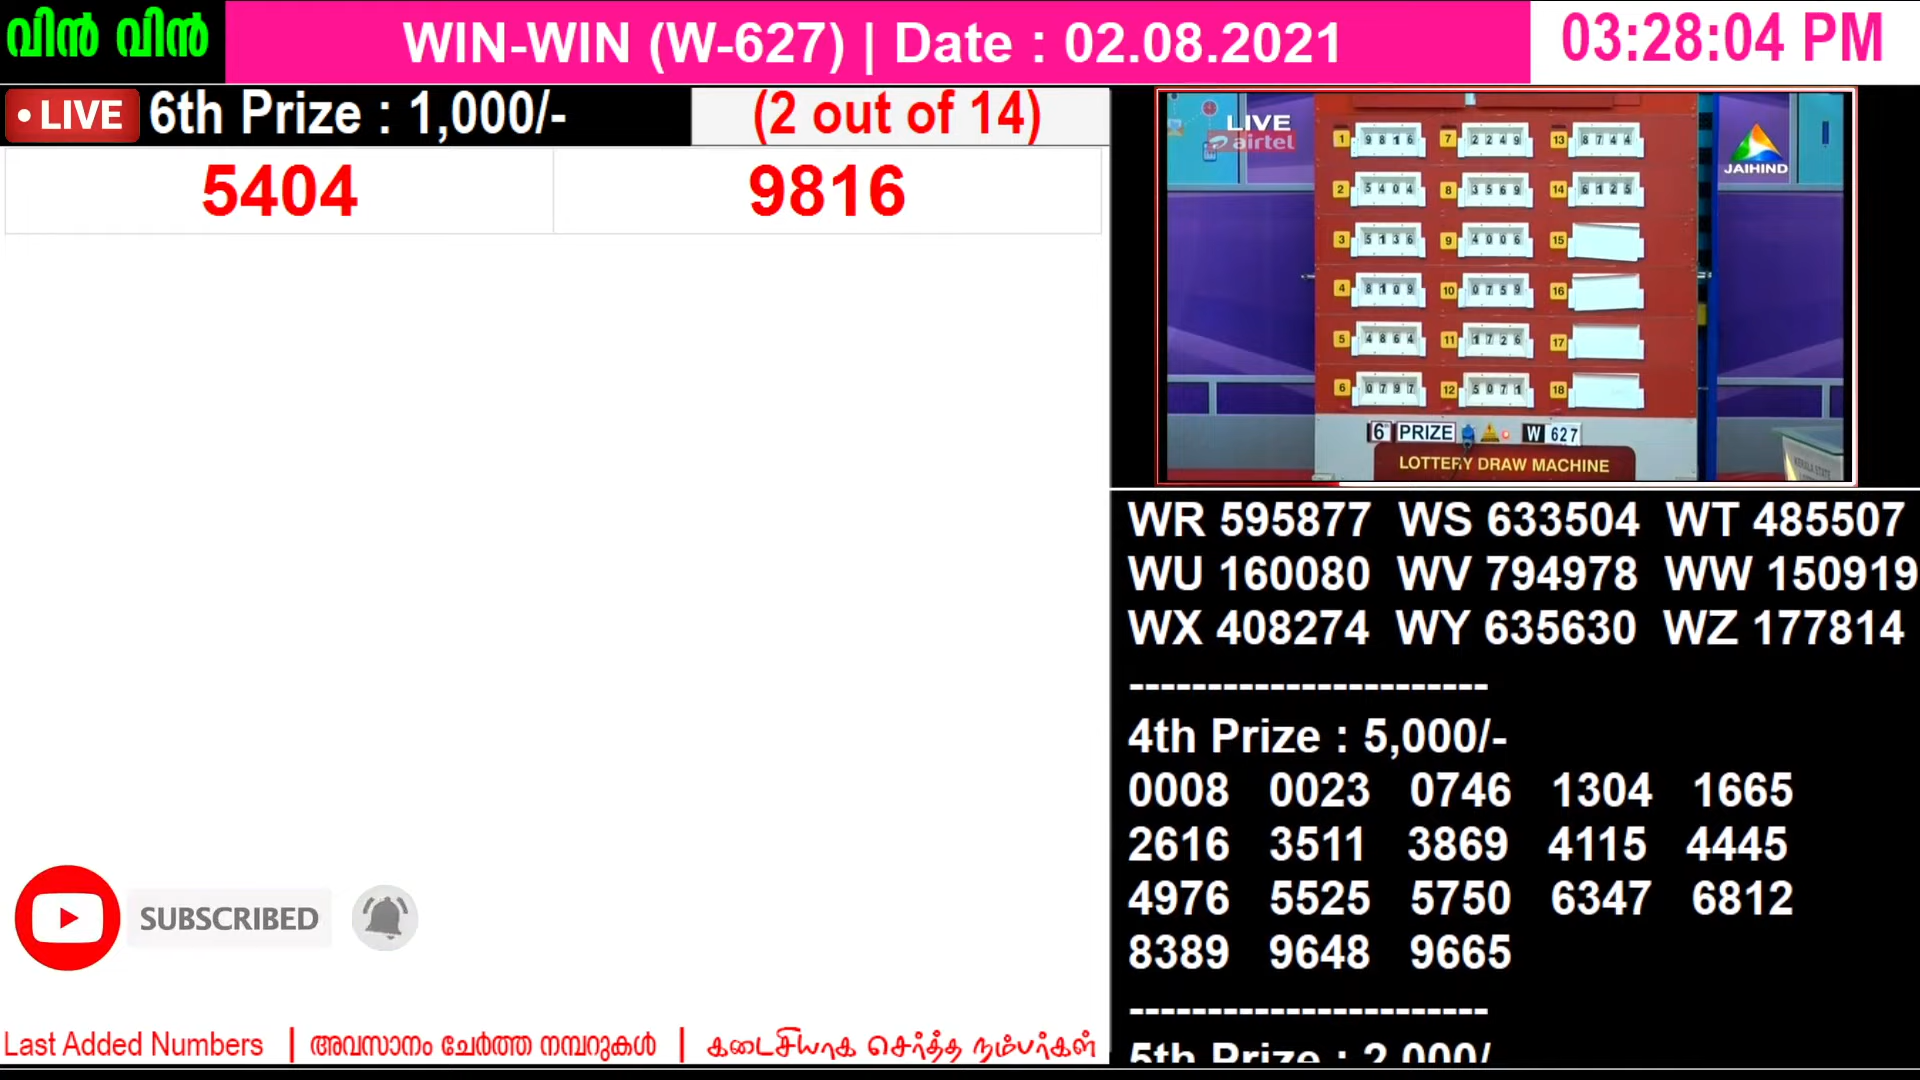 വിൻ വിൻ
WIN-WIN (W-627) | Date : 02.08.2021
03:28:04 PM
• LIVE
6th Prize : 1,000/-
(2 out of 14)
5404 9816
LIVE
airtel
JAIHIND
1 9816 7 2249 13 8744
2 5404 8 3569 14 6125
3 5136 9 4006 15
4 8109 10 0759 16
5 4864 11 1726 17
6 0797 12 5071 18
6 PRIZE W 627
LOTTERY DRAW MACHINE
WR 595877 WS 633504 WT 485507
WU 160080 WV 794978 WW 150919
WX 408274 WY 635630 WZ 177814
-----------------------
4th Prize : 5,000/-
0008 0023 0746 1304 1665
2616 3511 3869 4115 4445
4976 5525 5750 6347 6812
8389 9648 9665
-----------------------
5th Prize : 2,000/
SUBSCRIBED
Last Added Numbers | അവസാനം ചേർത്ത നമ്പറുകൾ | கடைசியாக சேர்த்த நம்பர்கள்